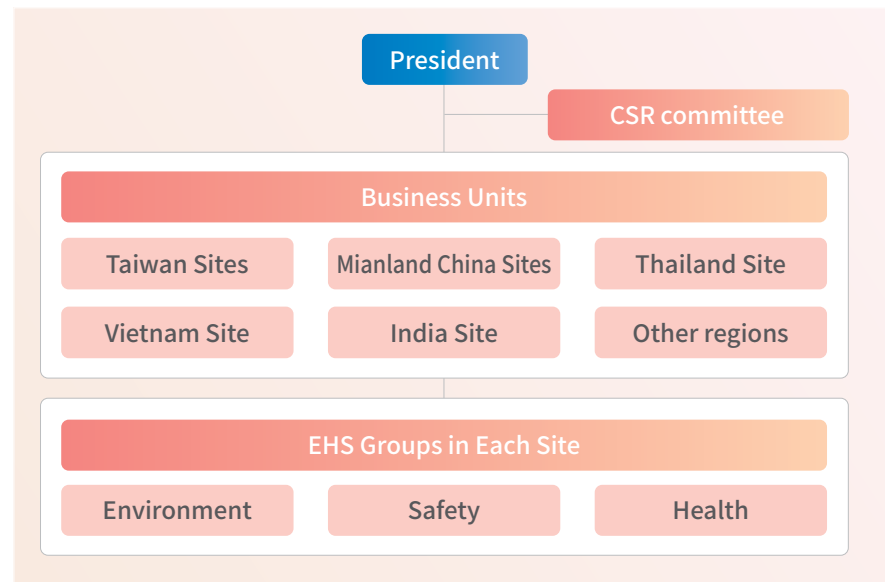 President
CSR committee
Business Units
Taiwan Sites
Mianland China Sites
Thailand Site
Vietnam Site
India Site
Other regions
EHS Groups in Each Site
Environment
Safety
Health